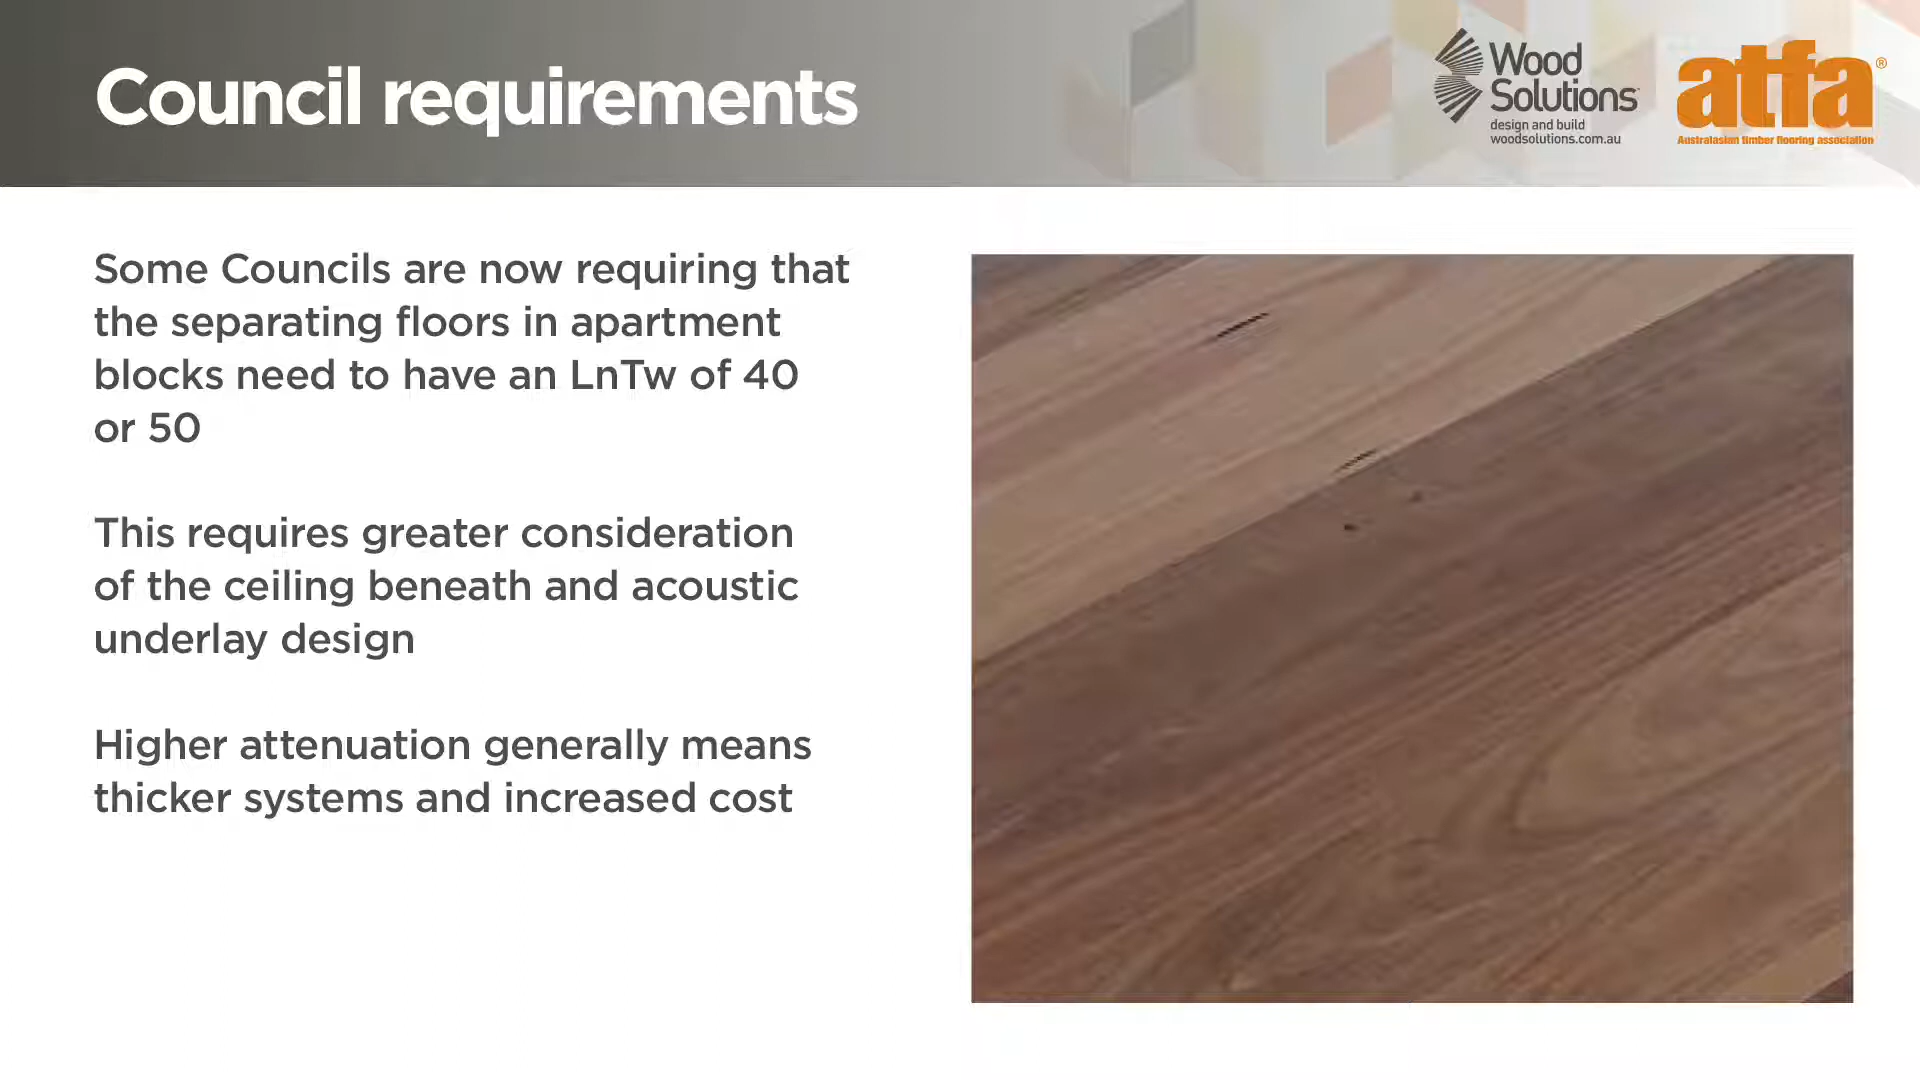 Council requirements
Wood
Solutions
design and build
woodsolutions.com.au
atfa®
Australasian timber flooring association
Some Councils are now requiring that
the separating floors in apartment
blocks need to have an LnTw of 40
or 50
This requires greater consideration
of the ceiling beneath and acoustic
underlay design
Higher attenuation generally means
thicker systems and increased cost